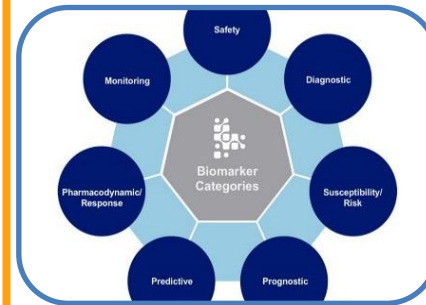 Safety
Diagnostic
Susceptibility/
Risk
Prognostic
Predictive
Pharmacodynamic/
Response
Monitoring
Biomarker
Categories